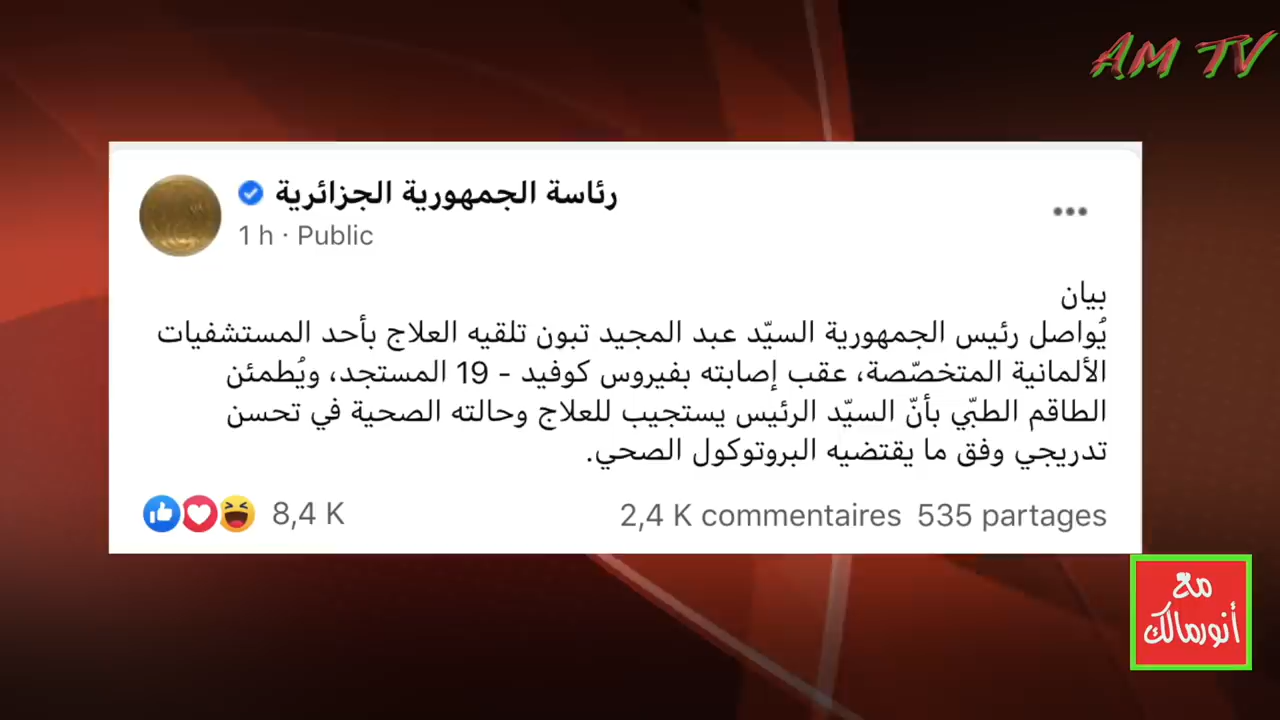 AM TV
رئاسة الجمهورية الجزائرية
1 h · Public
بيان
يُواصل رئيس الجمهورية السيّد عبد المجيد تبون تلقيه العلاج بأحد المستشفيات
الألمانية المتخصّصة، عقب إصابته بفيروس كوفيد - 19 المستجد، ويُطمئن
الطاقم الطبّي بأنّ السيّد الرئيس يستجيب للعلاج وحالته الصحية في تحسن
تدريجي وفق ما يقتضيه البروتوكول الصحي.
8,4 K
2,4 K commentaires 535 partages
مع
أنورمالك